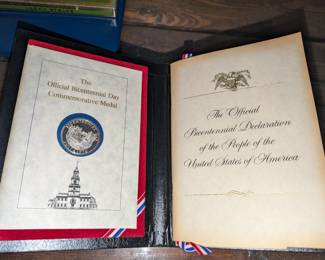 The
Official Bicentennial Day
Commemorative Medal
The Official
Bicentennial Declaration
of the People of the
United States of America